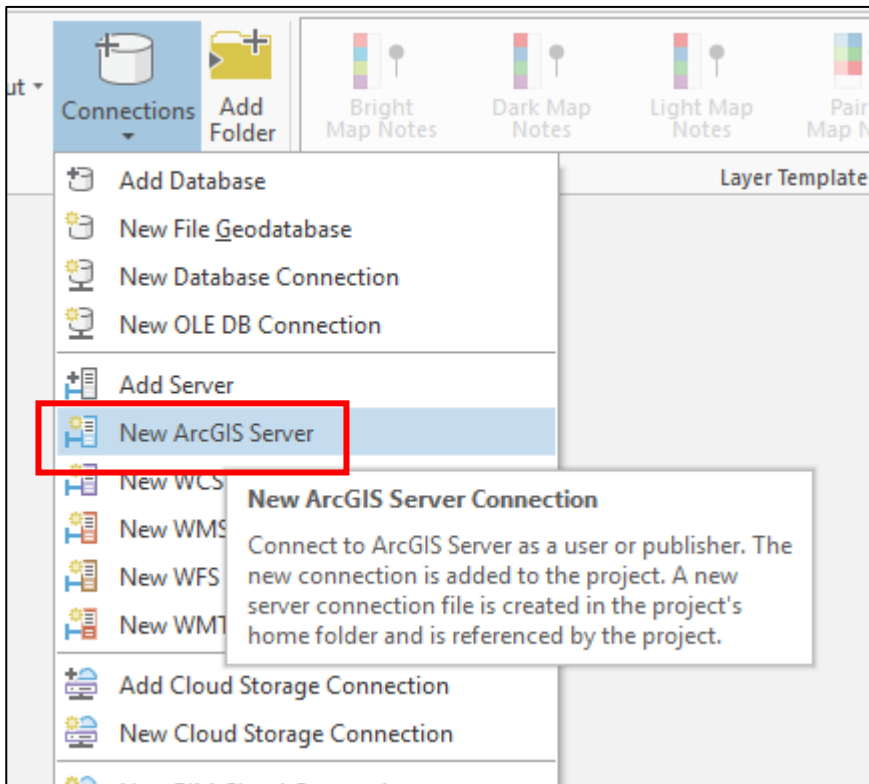 ut
Connections
Add
Folder
Bright
Map Notes
Dark Map
Notes
Light Map
Notes
Pair
Map N
Layer Template
Add Database
New File Geodatabase
New Database Connection
New OLE DB Connection
Add Server
New ArcGIS Server
New WCS
New WMS
New WFS
New WMT
New ArcGIS Server Connection
Connect to ArcGIS Server as a user or publisher. The
new connection is added to the project. A new
server connection file is created in the project's
home folder and is referenced by the project.
Add Cloud Storage Connection
New Cloud Storage Connection